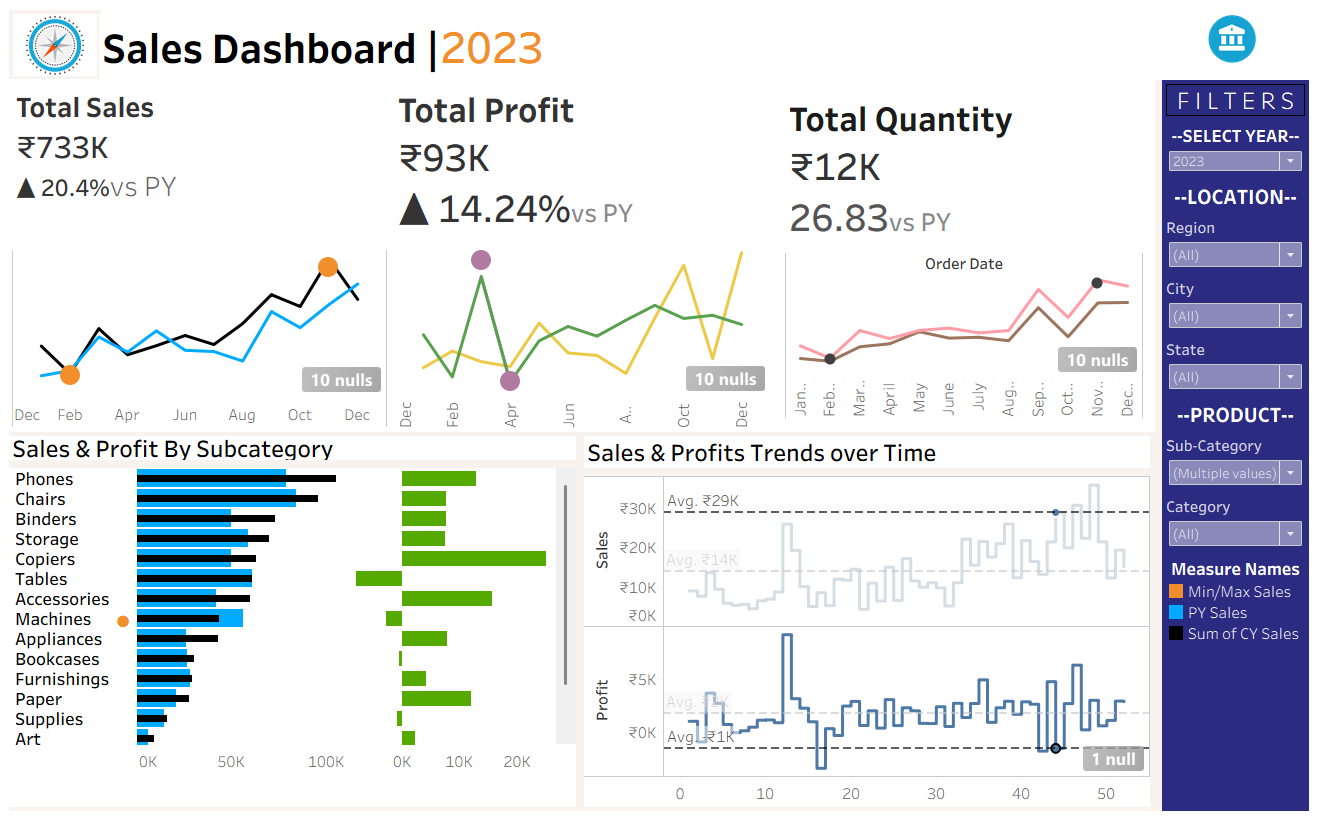 Sales Dashboard |2023
Total Sales
₹733K
▲ 20.4%vs PY
Total Profit
₹93K
▲ 14.24%vs PY
Total Quantity
₹12K
26.83vs PY
10 nulls
Dec Feb Apr Jun Aug Oct Dec
10 nulls
Dec Feb Apr Jun A.. Oct Dec
Order Date
10 nulls
Jan.. Feb.. Mar.. April May June July Aug.. Sep.. Oct.. Nov.. Dec..
Sales & Profit By Subcategory
Phones
Chairs
Binders
Storage
Copiers
Tables
Accessories
Machines
Appliances
Bookcases
Furnishings
Paper
Supplies
Art
0K 50K 100K 0K 10K 20K
Sales & Profits Trends over Time
Sales
₹30K
₹20K
₹10K
₹0K
Avg. ₹29K
Avg. ₹14K
Profit
₹5K
₹0K
Avg. -₹1K
1 null
0 10 20 30 40 50
FILTERS
--SELECT YEAR--
2023
--LOCATION--
Region
(All)
City
(All)
State
(All)
--PRODUCT--
Sub-Category
(Multiple values)
Category
(All)
Measure Names
Min/Max Sales
PY Sales
Sum of CY Sales